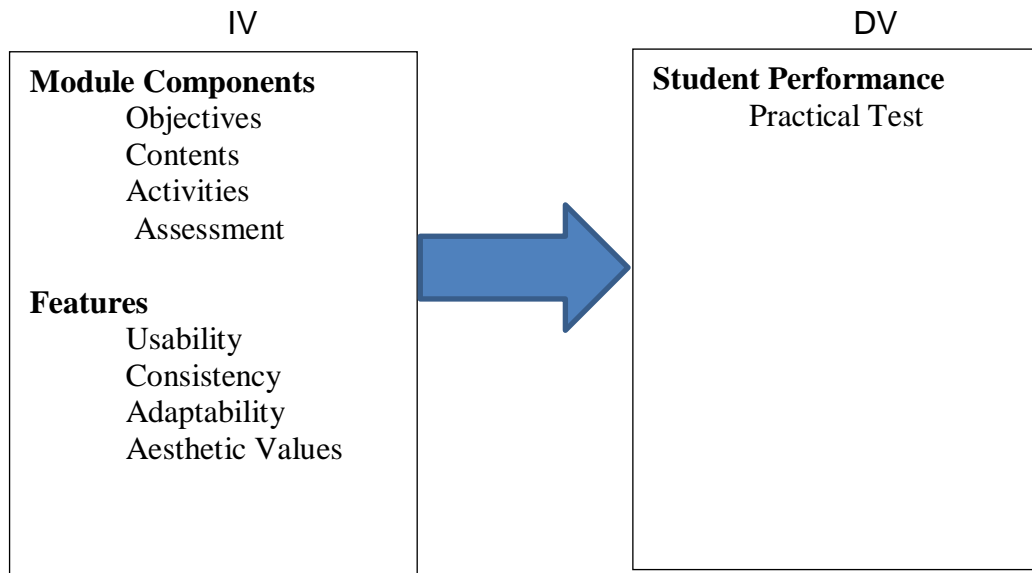 IV
Module Components
Objectives
Contents
Activities
Assessment
Features
Usability
Consistency
Adaptability
Aesthetic Values
DV
Student Performance
Practical Test